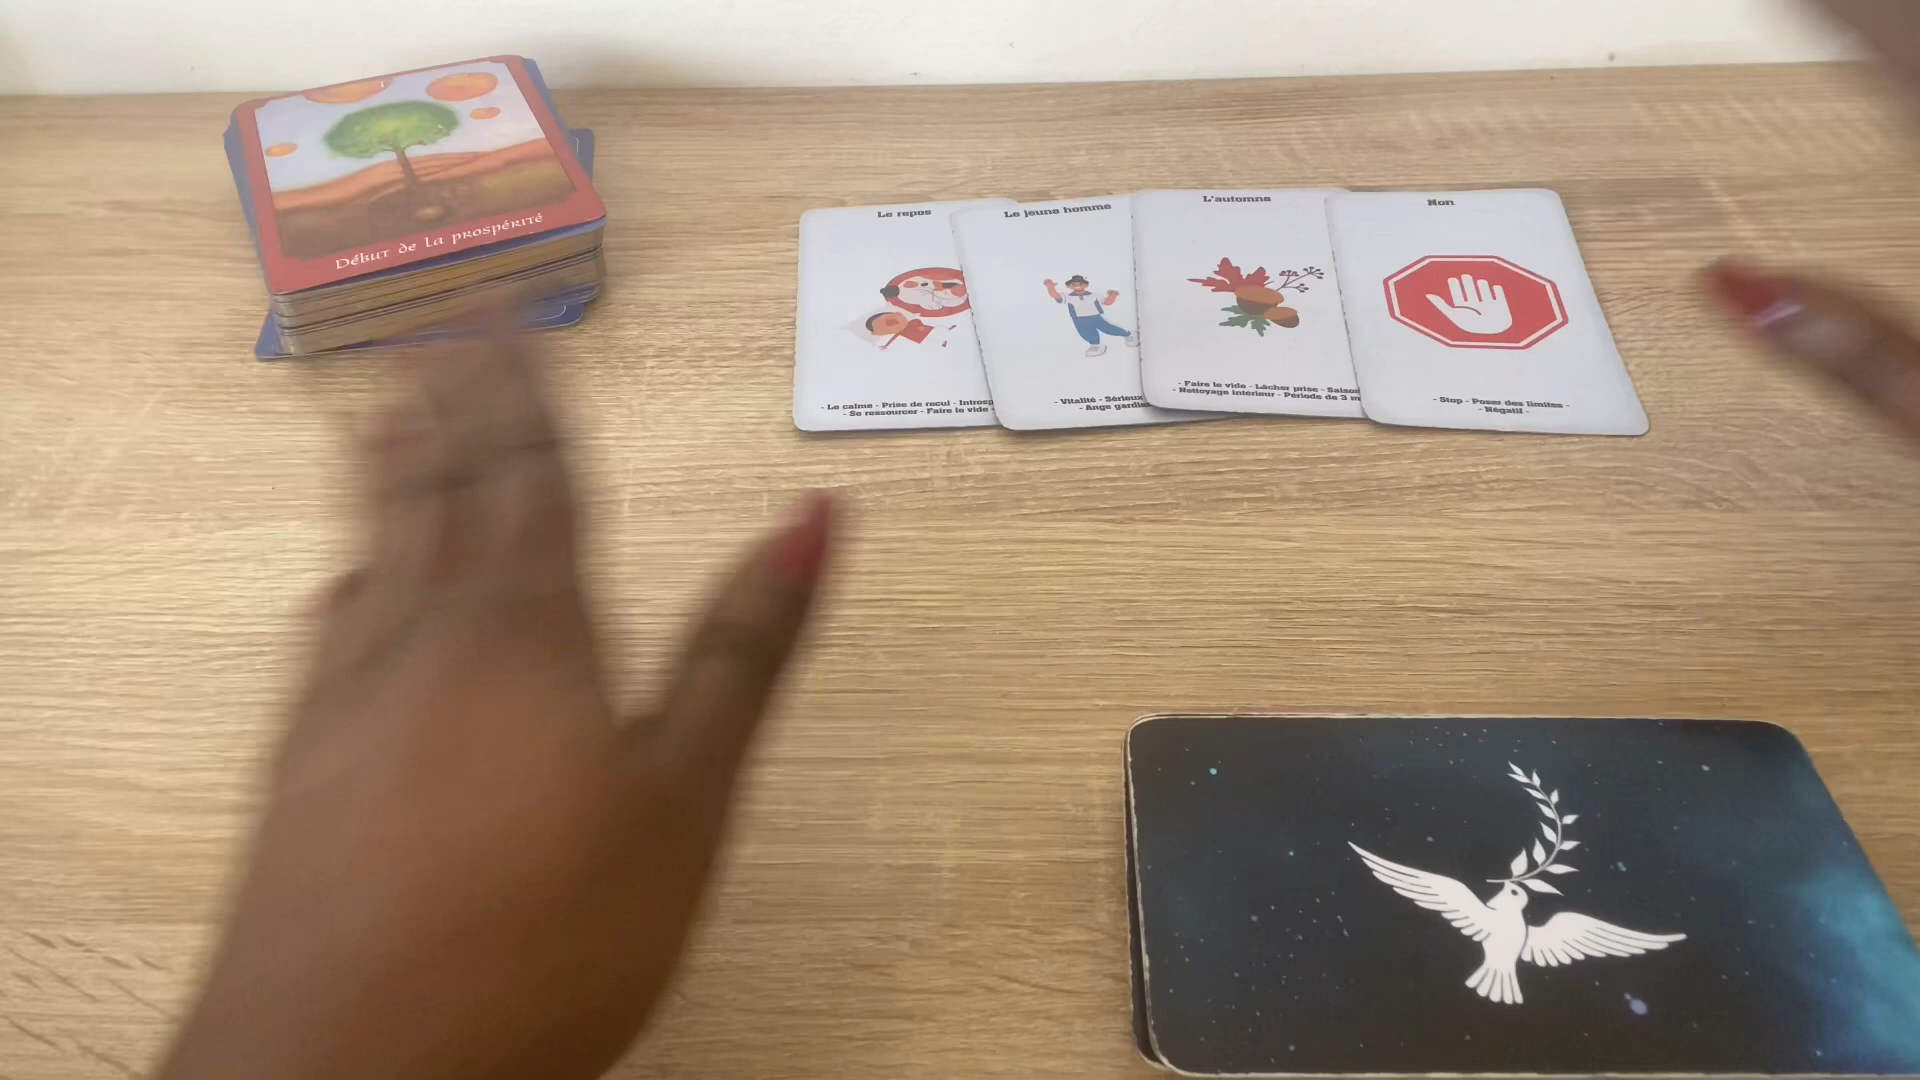 1
Début de la prospérité
Le repos
- Le calme - Prise de recul - Introsp
- Se ressourcer - Faire le vide -
Le jeune homme
- Vitalité - Sérieux
- Ange gardie
L'automne
- Faire le vide - Lâcher prise - Saiso
- Nettoyage intérieur - Période de 3 m
Non
- Stop - Poser des limites -
- Négatif -